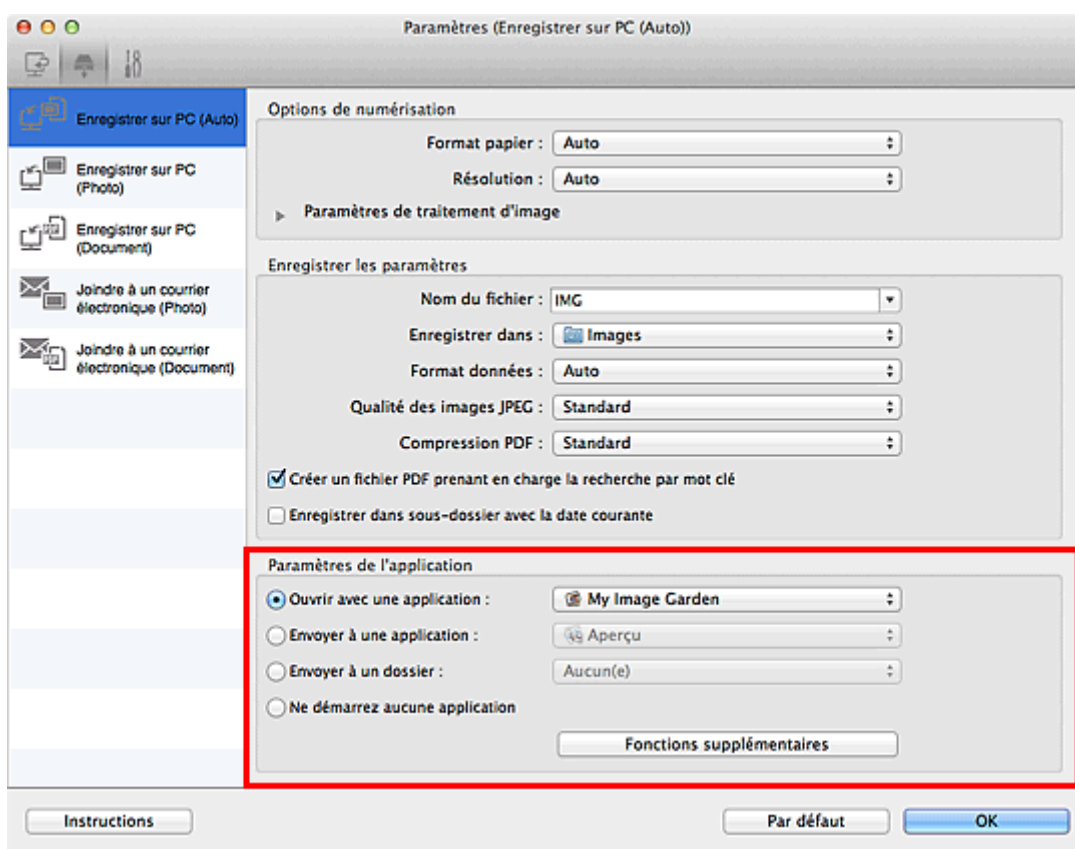 Paramètres (Enregistrer sur PC (Auto))
Enregistrer sur PC (Auto)
Enregistrer sur PC
(Photo)
Enregistrer sur PC
(Document)
Joindre à un courrier
électronique (Photo)
Joindre à un courrier
électronique (Document)
Options de numérisation
Format papier : Auto
Résolution : Auto
Paramètres de traitement d'image
Enregistrer les paramètres
Nom du fichier : IMG
Enregistrer dans : Images
Format données : Auto
Qualité des images JPEG : Standard
Compression PDF : Standard
Créer un fichier PDF prenant en charge la recherche par mot clé
Enregistrer dans sous-dossier avec la date courante
Paramètres de l'application
Ouvrir avec une application : My Image Garden
Envoyer à une application : Aperçu
Envoyer à un dossier : Aucun(e)
Ne démarrez aucune application
Fonctions supplémentaires
Instructions
Par défaut
OK